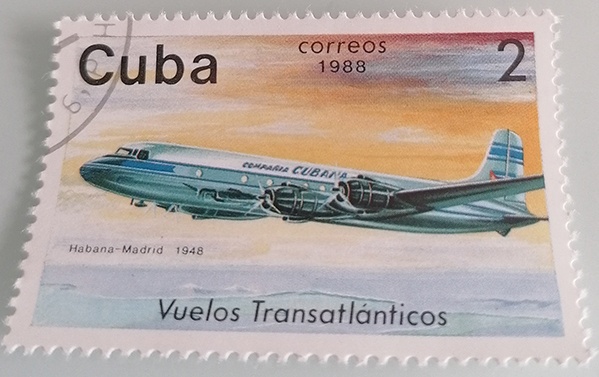 Cuba
correos
1988
2
COMPAÑIA CUBANA
Habana-Madrid 1948
Vuelos Transatlánticos